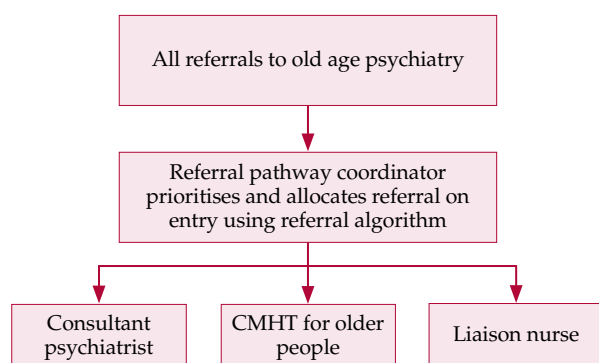 All referrals to old age psychiatry
Referral pathway coordinator
prioritises and allocates referral on
entry using referral algorithm
Consultant
psychiatrist
CMHT for older
people
Liaison nurse